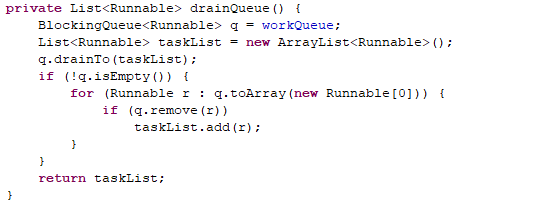 private List<Runnable> drainQueue() {
    BlockingQueue<Runnable> q = workQueue;
    List<Runnable> taskList = new ArrayList<Runnable>();
    q.drainTo(taskList);
    if (!q.isEmpty()) {
        for (Runnable r : q.toArray(new Runnable[0])) {
            if (q.remove(r))
                taskList.add(r);
        }
    }
    return taskList;
}